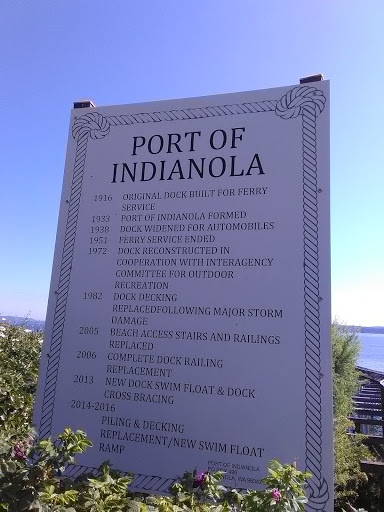 PORT OF
INDIANOLA
1916 ORIGINAL DOCK BUILT FOR FERRY
SERVICE
1933 PORT OF INDIANOLA FORMED
1938 DOCK WIDENED FOR AUTOMOBILES
1951 FERRY SERVICE ENDED
1972 DOCK RECONSTRUCTED IN
COOPERATION WITH INTERAGENCY
COMMITTEE FOR OUTDOOR
RECREATION
1982 DOCK DECKING
REPLACEDFOLLOWING MAJOR STORM
DAMAGE
2005 BEACH ACCESS STAIRS AND RAILINGS
REPLACED
2006 COMPLETE DOCK RAILING
REPLACEMENT
2013 NEW DOCK SWIM FLOAT & DOCK
CROSS BRACING
2014-2016
PILING & DECKING
REPLACEMENT/NEW SWIM FLOAT
RAMP
PORT OF INDIANOLA
WA